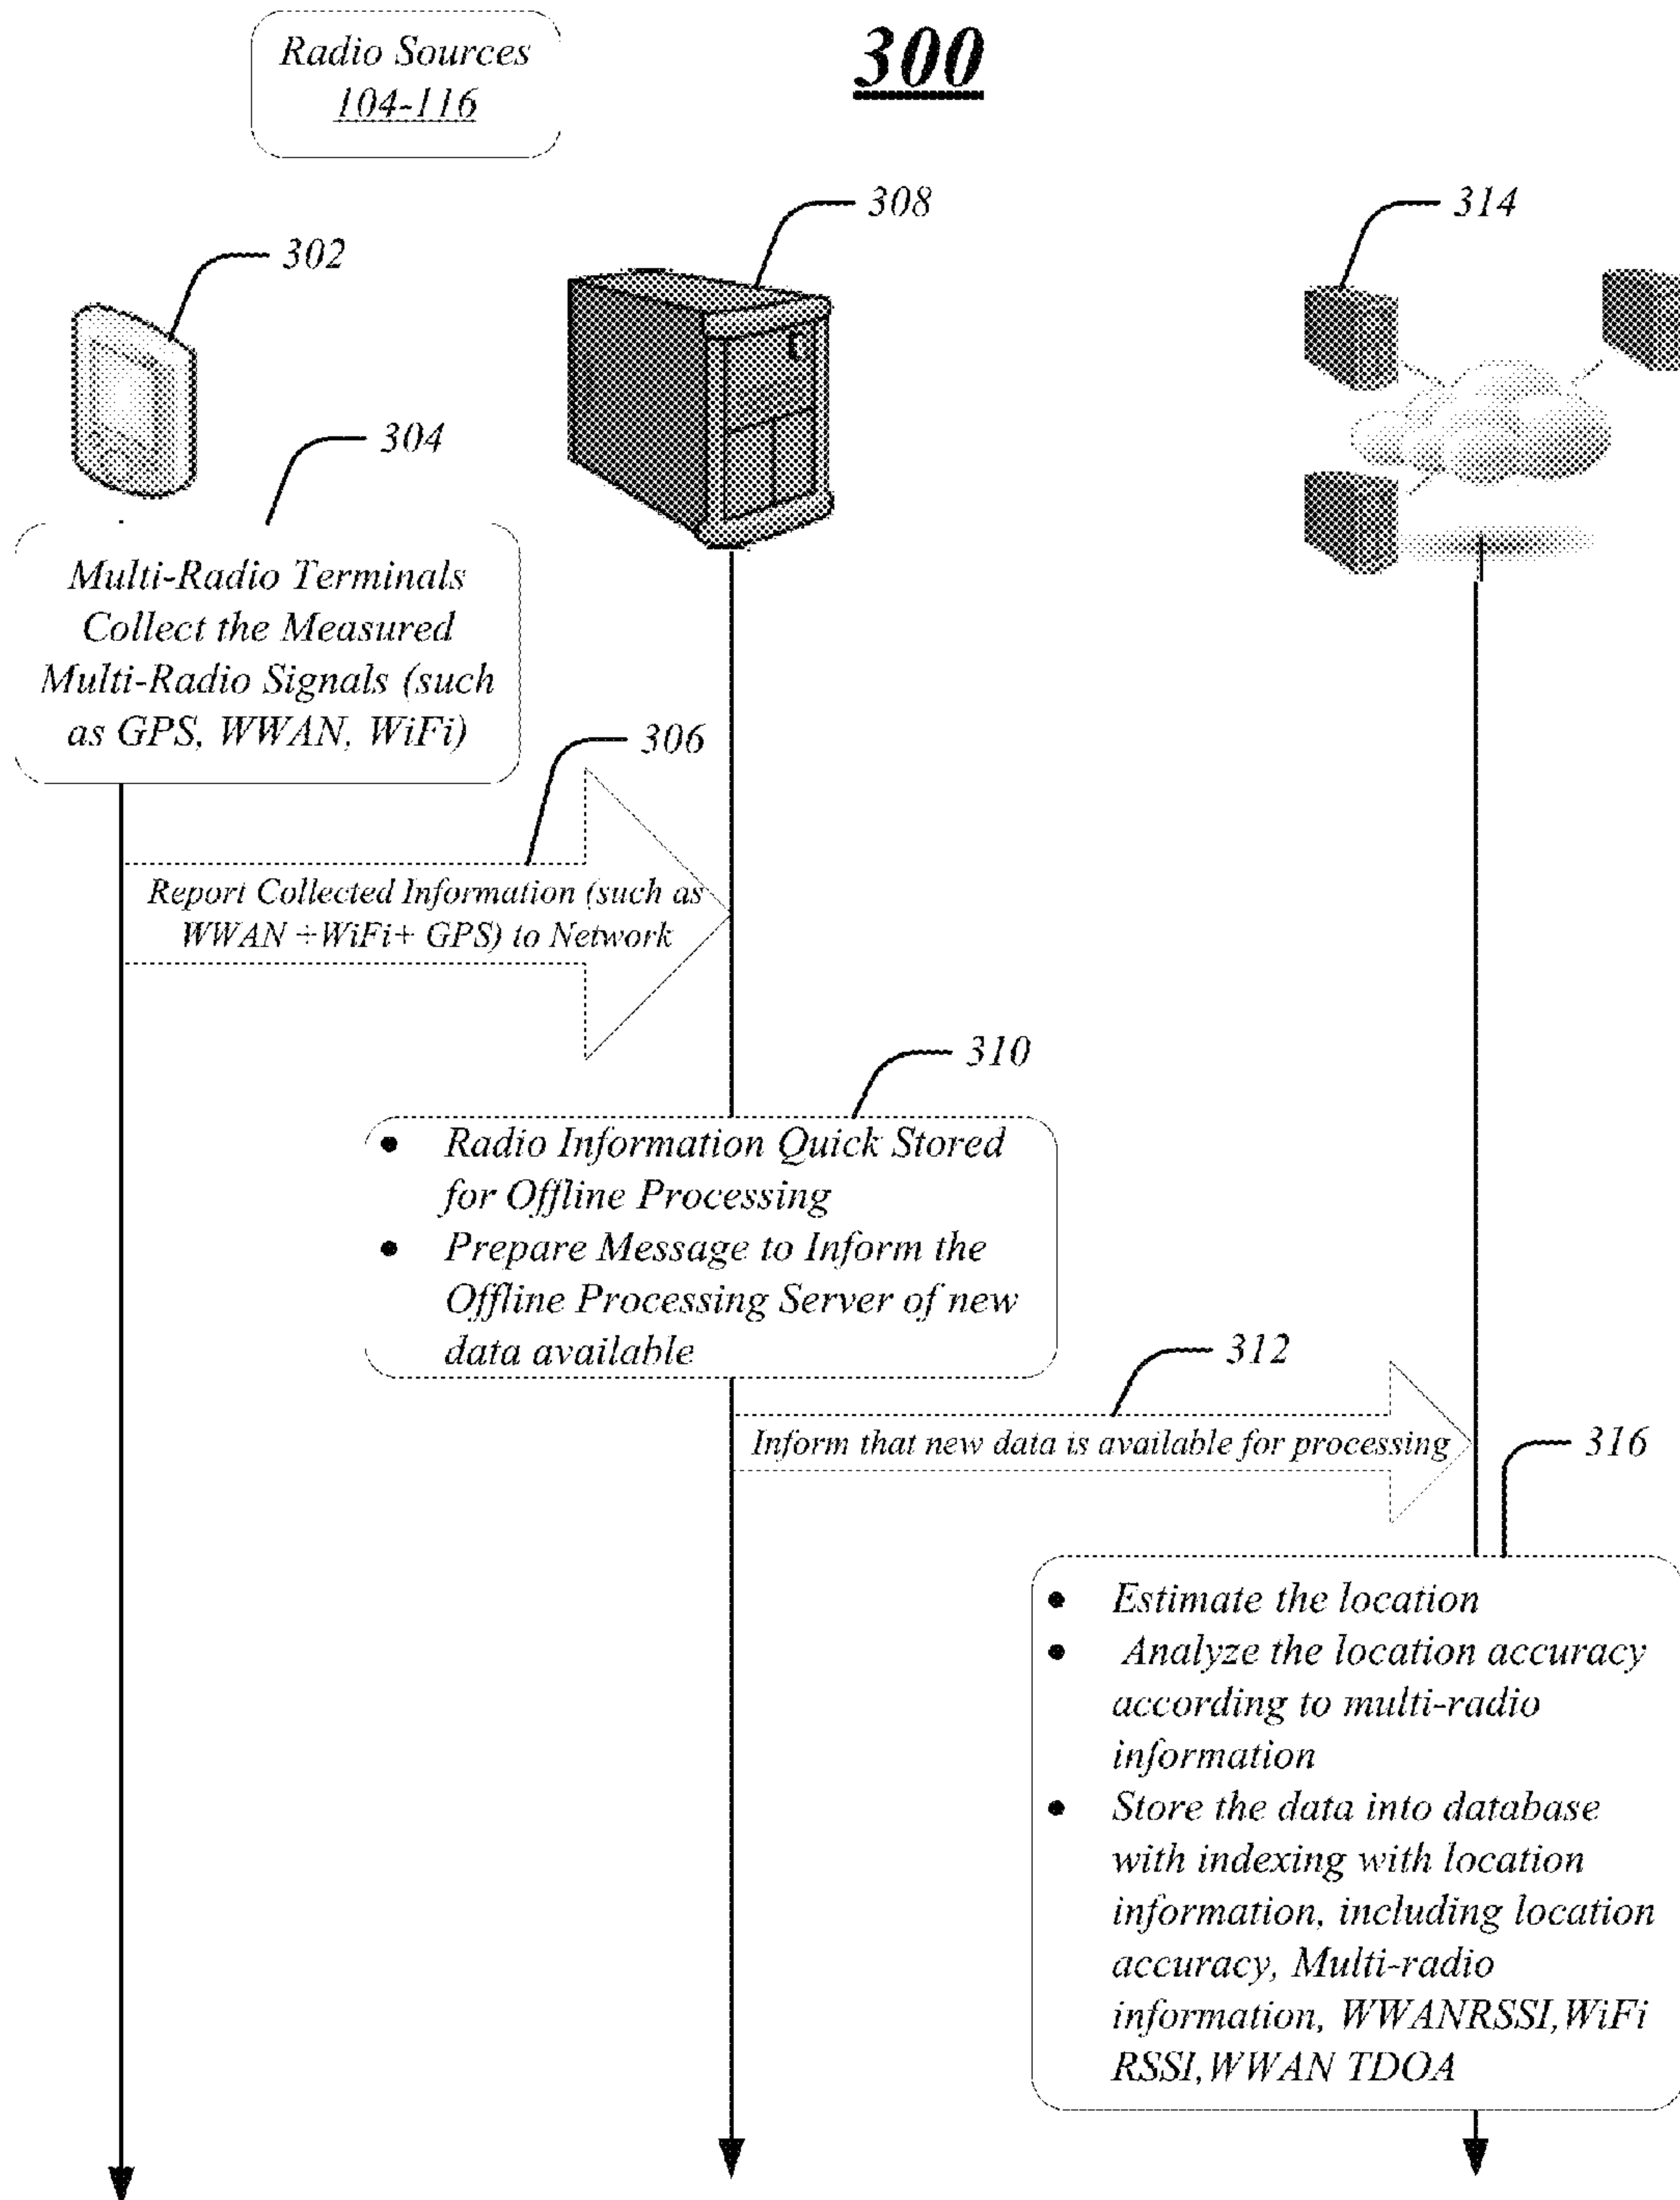 Radio Sources
104-116
300
308
314
302
304
Multi-Radio Terminals
Collect the Measured
Multi-Radio Signals (such
as GPS, WWAN, WiFi)
306
Report Collected Information (such as
WWAN +WiFi+ GPS) to Network
310
• Radio Information Quick Stored
for Offline Processing
• Prepare Message to Inform the
Offline Processing Server of new
data available
312
Inform that new data is available for processing
316
• Estimate the location
• Analyze the location accuracy
according to multi-radio
information
• Store the data into database
with indexing with location
information, including location
accuracy, Multi-radio
information, WWANRSSI, WiFi
RSSI, WWAN TDOA